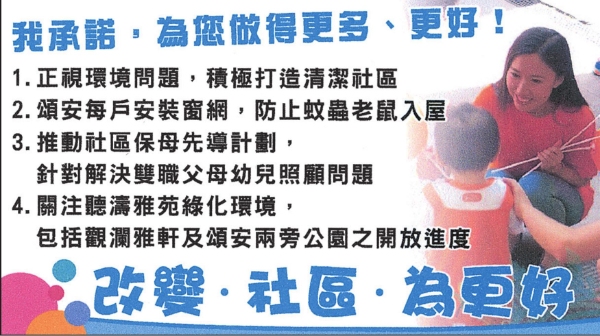 我承諾，為您做得更多、更好！
1. 正視環境問題，積極打造清潔社區
2. 頌安每戶安裝窗網，防止蚊蟲老鼠入屋
3. 推動社區保母先導計劃，
針對解決雙職父母幼兒照顧問題
4. 關注聽濤雅苑綠化環境，
包括觀瀾雅軒及頌安兩旁公園之開放進度
改變·社區·為更好